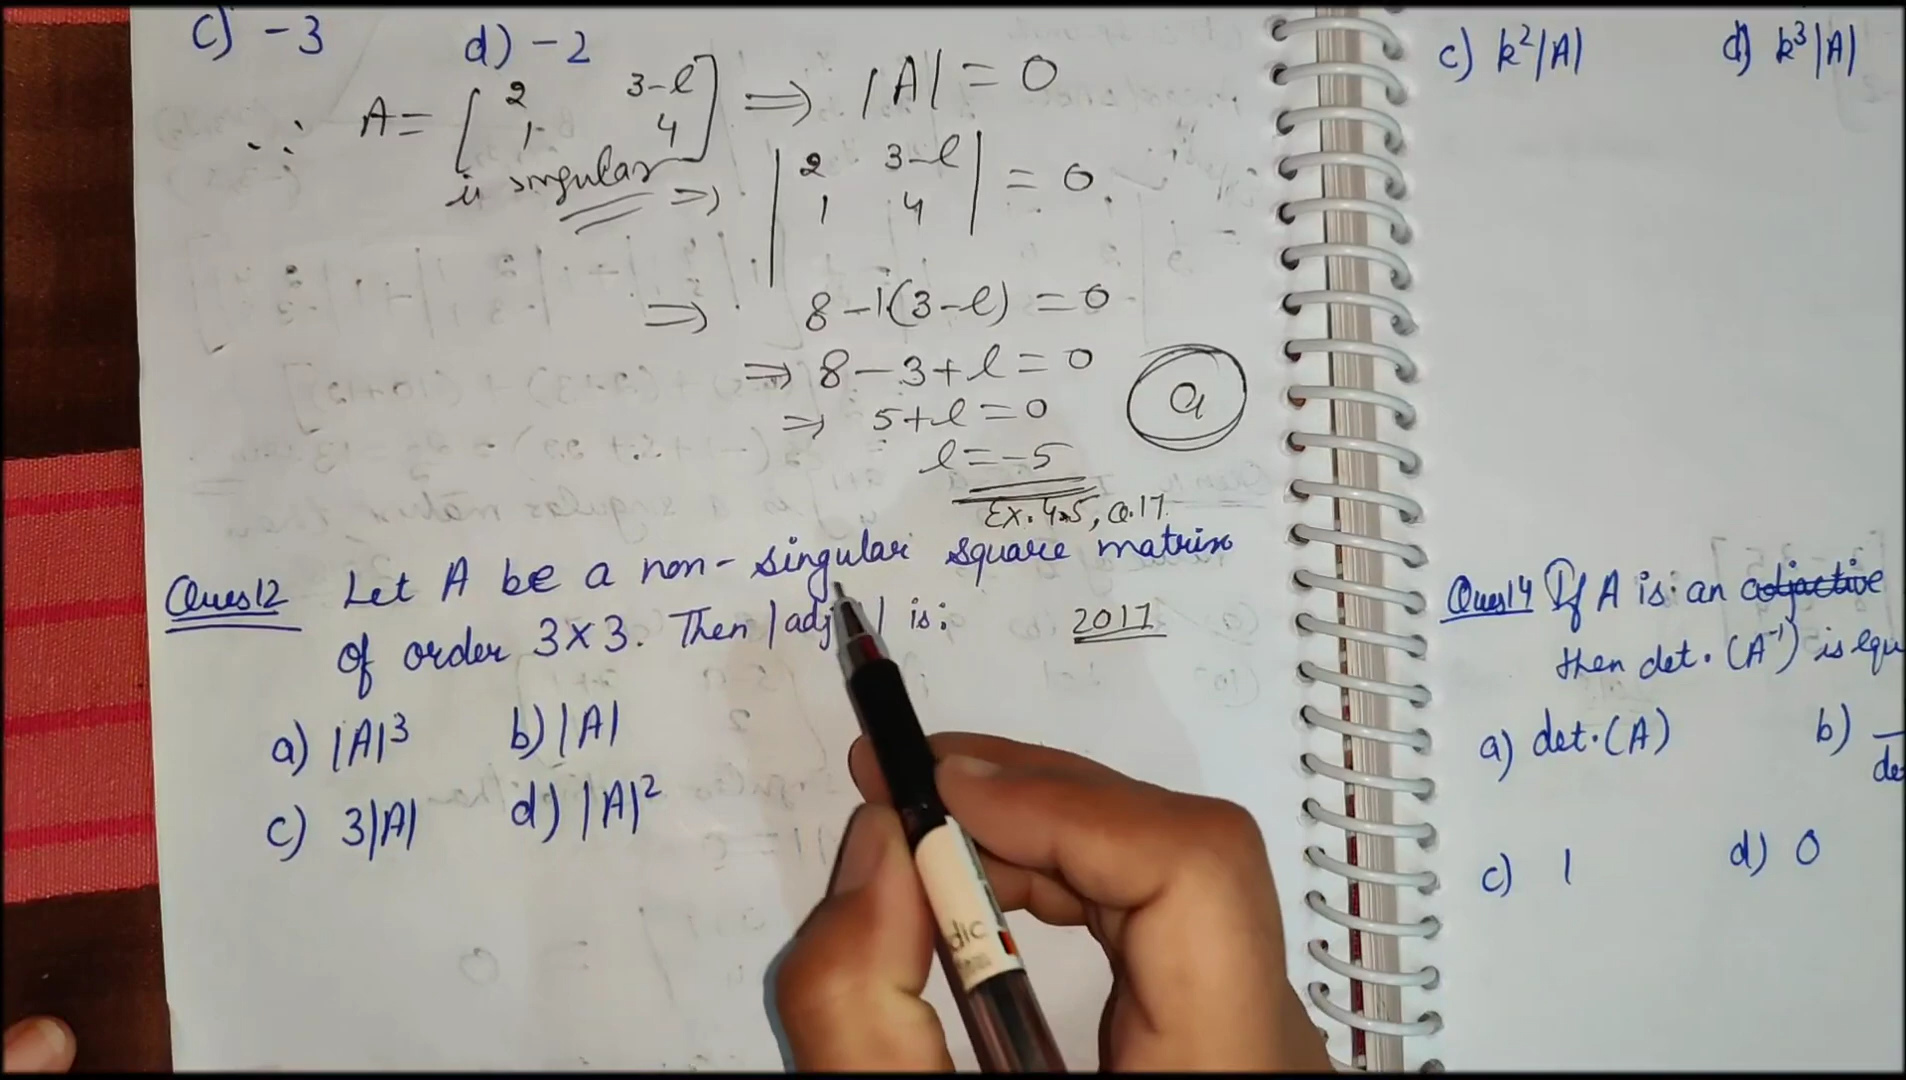 c) -3 d) -2
∵ A = [ 2 3-l ] ⇒ |A| = 0
1 4
is singular ⇒ | 2 3-l | = 0
1 4
⇒ 8-1(3-l) = 0
⇒ 8-3+l = 0
⇒ 5+l = 0
l = -5
a
Ex. 4.5, Q.17
Ques12 Let A be a non-singular square matrix
of order 3×3. Then |adj | is: 2017
a) |A|³ b) |A|
c) 3|A| d) |A|²
dic
c) k²|A| d) k³|A|
Ques14 If A is an adjactive
then det. (A⁻¹) is equ
a) det.(A) b)
de
c) 1 d) 0